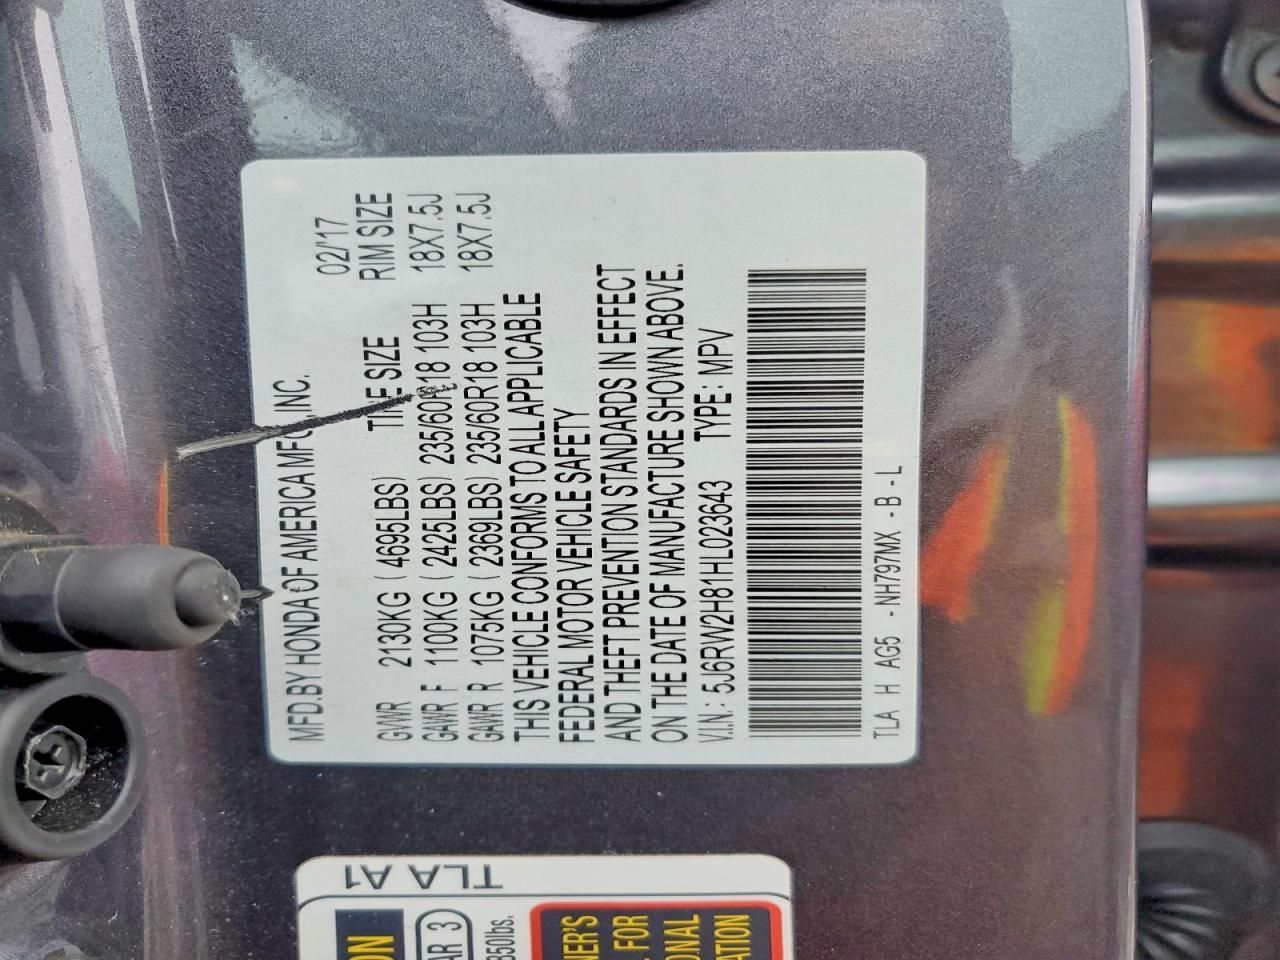 MFD.BY HONDA OF AMERICA MFG., INC. 02/'17
TIRE SIZE RIM SIZE
GVWR 2130KG ( 4695LBS)
GAWR F 1100KG ( 2425LBS) 235/60R18 103H 18X7.5J
GAWR R 1075KG ( 2369LBS) 235/60R18 103H 18X7.5J
THIS VEHICLE CONFORMS TO ALL APPLICABLE
FEDERAL MOTOR VEHICLE SAFETY
AND THEFT PREVENTION STANDARDS IN EFFECT
ON THE DATE OF MANUFACTURE SHOWN ABOVE.
V.I.N.: 5J6RW2H81HL023643 TYPE : MPV
TLA H AG5 - NH797MX - B - L
TLA A1
350lbs.